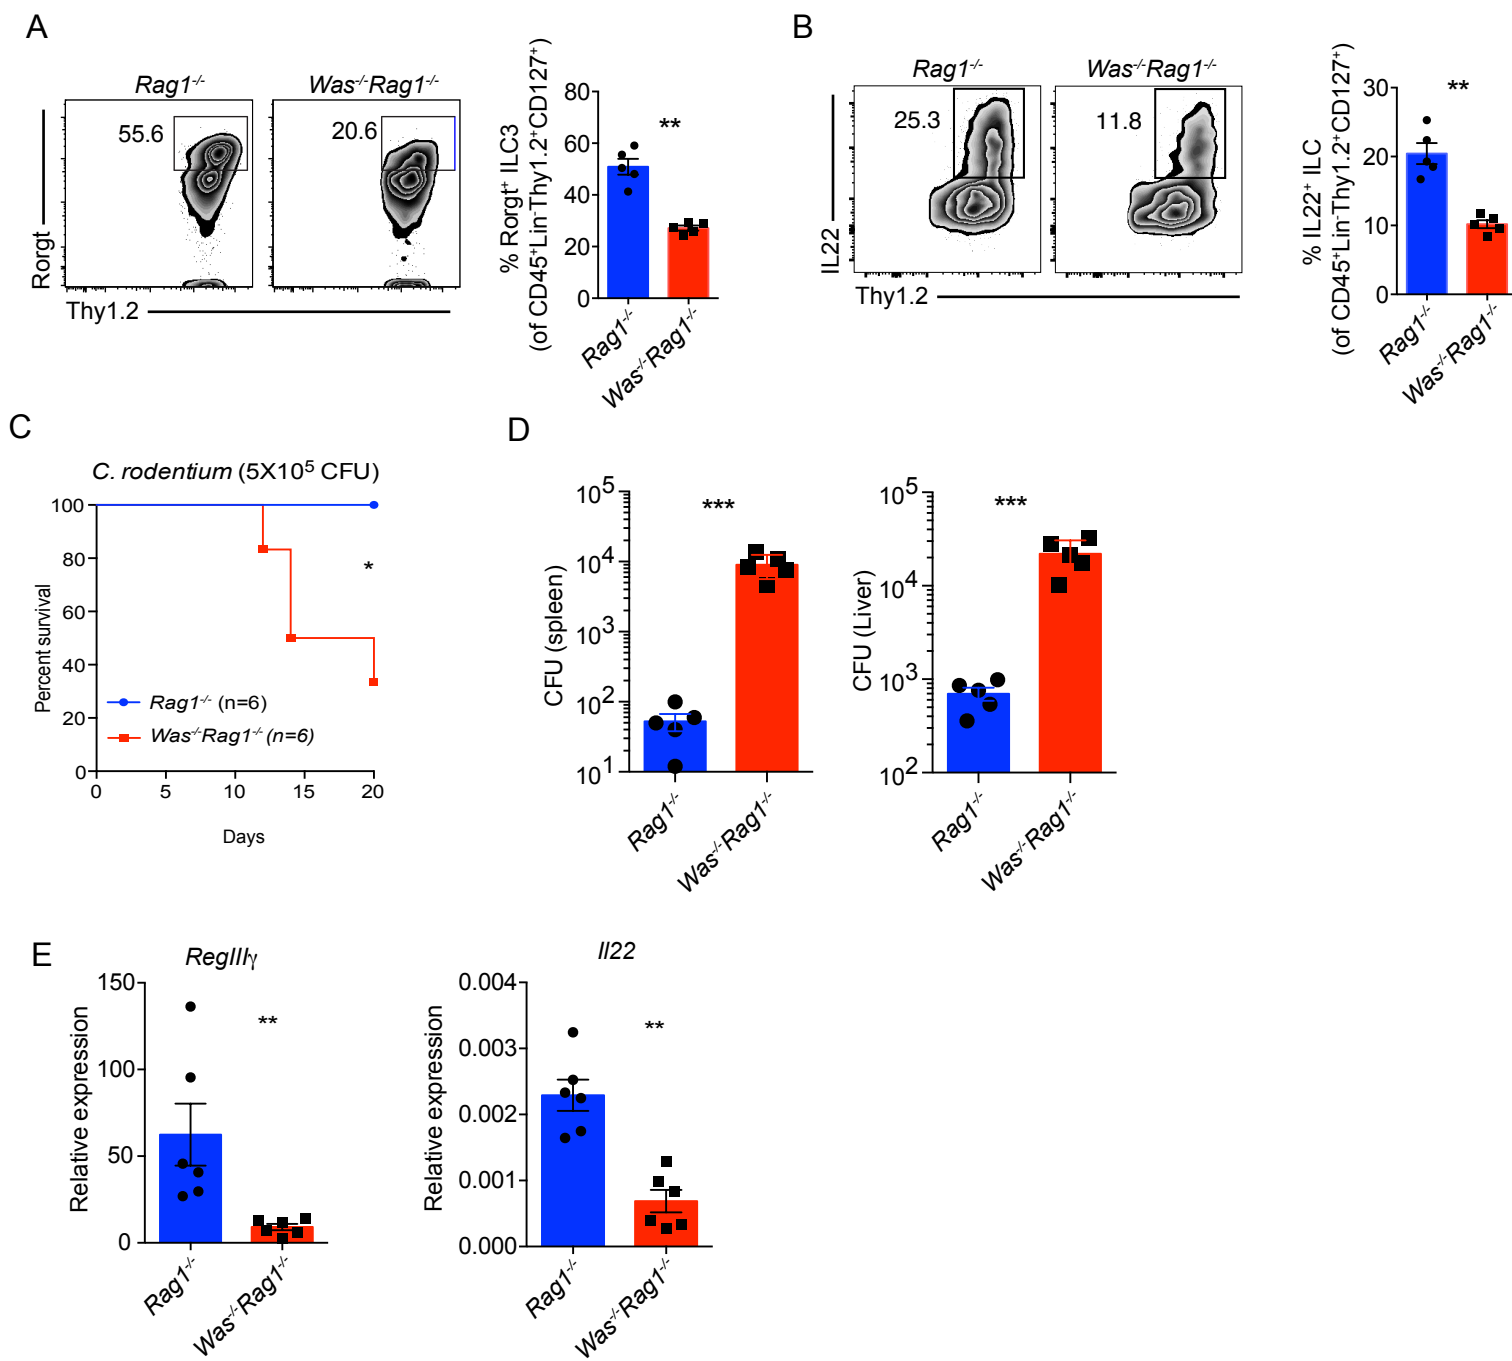 A
Rag1-/-
Was-/-Rag1-/-
Rorgt
55.6
20.6
Thy1.2
% Rorgt+ ILC3
(of CD45+Lin-Thy1.2+CD127+)
80
60
40
20
0
**
Rag1-/-
Was-/-Rag1-/-
B
Rag1-/-
Was-/-Rag1-/-
IL22
25.3
11.8
Thy1.2
% IL22+ ILC
(of CD45+Lin-Thy1.2+CD127+)
30
20
10
0
**
Rag1-/-
Was-/-Rag1-/-
C
C. rodentium (5X10⁵ CFU)
Percent survival
100
80
60
40
20
0
*
Rag1-/- (n=6)
Was-/-Rag1-/- (n=6)
0 5 10 15 20
Days
D
CFU (spleen)
10⁵
10⁴
10³
10²
10¹
***
Rag1-/-
Was-/-Rag1-/-
CFU (Liver)
10⁵
10⁴
10³
10²
***
Rag1-/-
Was-/-Rag1-/-
E
RegIIIγ
Relative expression
150
100
50
0
**
Rag1-/-
Was-/-Rag1-/-
Il22
Relative expression
0.004
0.003
0.002
0.001
0.000
**
Rag1-/-
Was-/-Rag1-/-